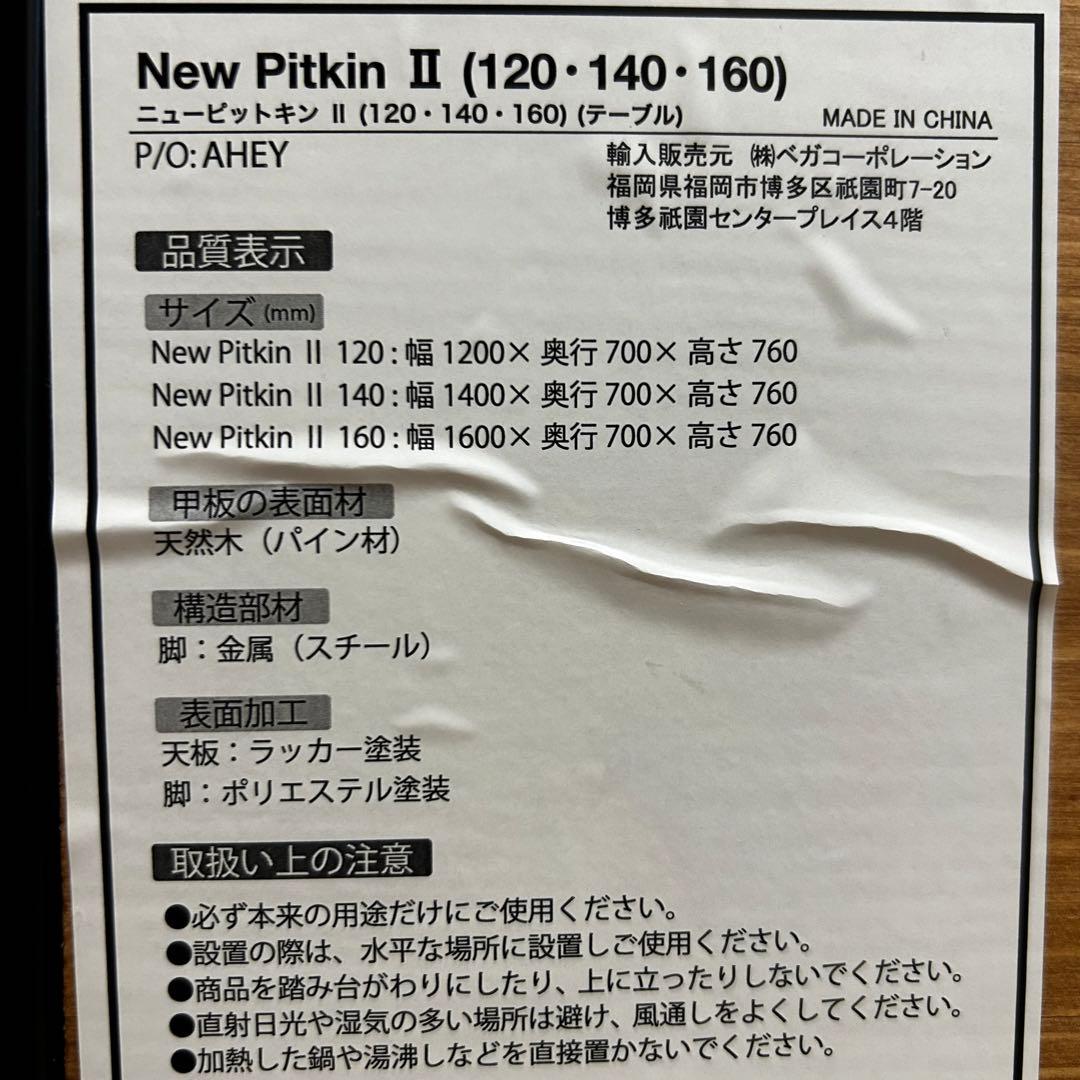 New Pitkin Ⅱ (120・140・160)
ニューピットキン Ⅱ (120・140・160) (テーブル)
MADE IN CHINA
P/O: AHEY
輸入販売元 ㈱ベガコーポレーション
福岡県福岡市博多区祇園町7-20
博多祇園センタープレイス4階
品質表示
サイズ (mm)
New Pitkin Ⅱ 120 : 幅 1200× 奥行 700× 高さ 760
New Pitkin Ⅱ 140 : 幅 1400× 奥行 700× 高さ 760
New Pitkin Ⅱ 160 : 幅 1600× 奥行 700× 高さ 760
甲板の表面材
天然木（パイン材）
構造部材
脚：金属（スチール）
表面加工
天板：ラッカー塗装
脚：ポリエステル塗装
取扱い上の注意
●必ず本来の用途だけにご使用ください。
●設置の際は、水平な場所に設置しご使用ください。
●商品を踏み台がわりにしたり、上に立ったりしないでください。
●直射日光や湿気の多い場所は避け、風通しをよくしてください。
●加熱した鍋や湯沸しなどを直接置かないでください。